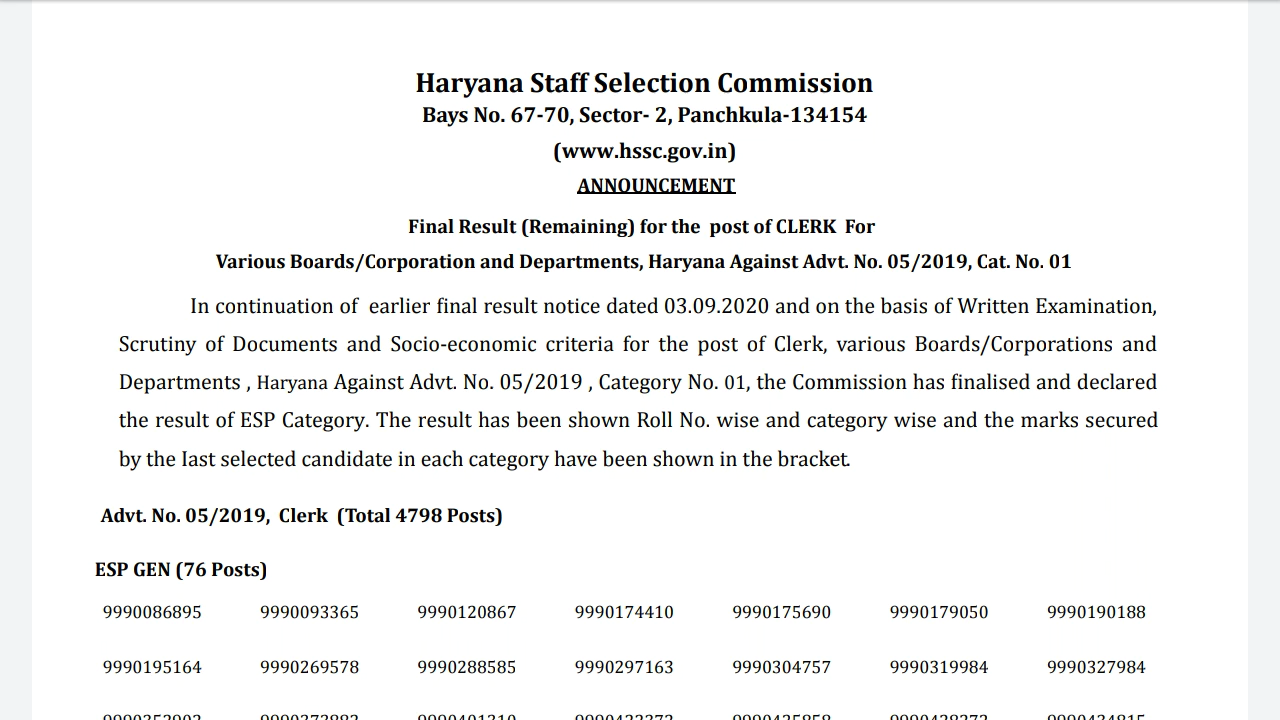 Haryana Staff Selection Commission
Bays No. 67-70, Sector- 2, Panchkula-134154
(www.hssc.gov.in)
ANNOUNCEMENT
Final Result (Remaining) for the post of CLERK For
Various Boards/Corporation and Departments, Haryana Against Advt. No. 05/2019, Cat. No. 01
In continuation of earlier final result notice dated 03.09.2020 and on the basis of Written Examination,
Scrutiny of Documents and Socio-economic criteria for the post of Clerk, various Boards/Corporations and
Departments , Haryana Against Advt. No. 05/2019 , Category No. 01, the Commission has finalised and declared
the result of ESP Category. The result has been shown Roll No. wise and category wise and the marks secured
by the Iast selected candidate in each category have been shown in the bracket.
Advt. No. 05/2019, Clerk (Total 4798 Posts)
ESP GEN (76 Posts)
9990086895 9990093365 9990120867 9990174410 9990175690 9990179050 9990190188
9990195164 9990269578 9990288585 9990297163 9990304757 9990319984 9990327984